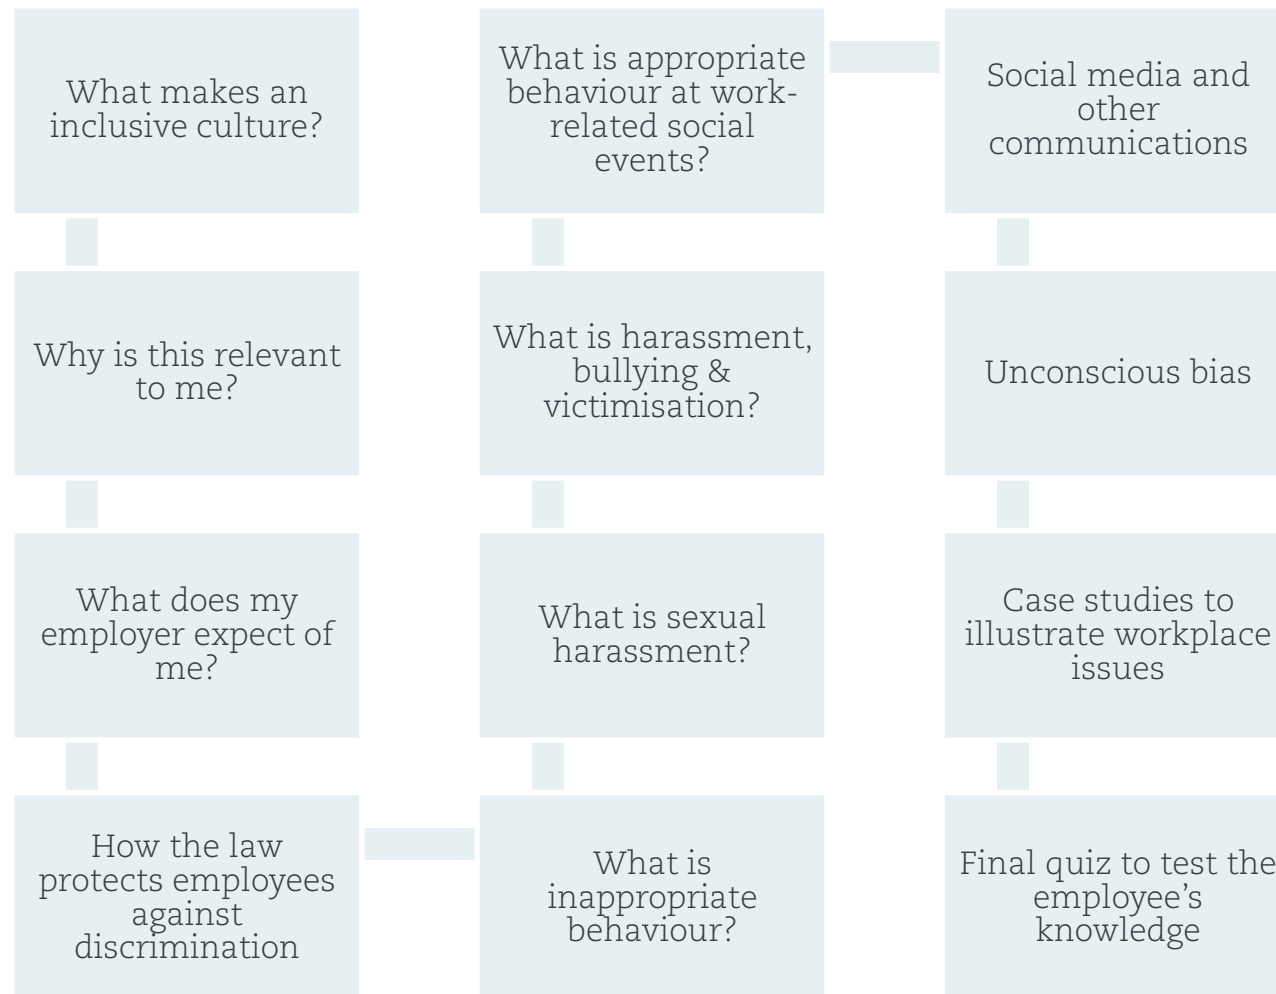 What makes an
inclusive culture?
Why is this relevant
to me?
What does my
employer expect of
me?
How the law
protects employees
against
discrimination
What is
inappropriate
behaviour?
What is sexual
harassment?
What is harassment,
bullying &
victimisation?
What is appropriate
behaviour at work-
related social
events?
Social media and
other
communications
Unconscious bias
Case studies to
illustrate workplace
issues
Final quiz to test the
employee’s
knowledge